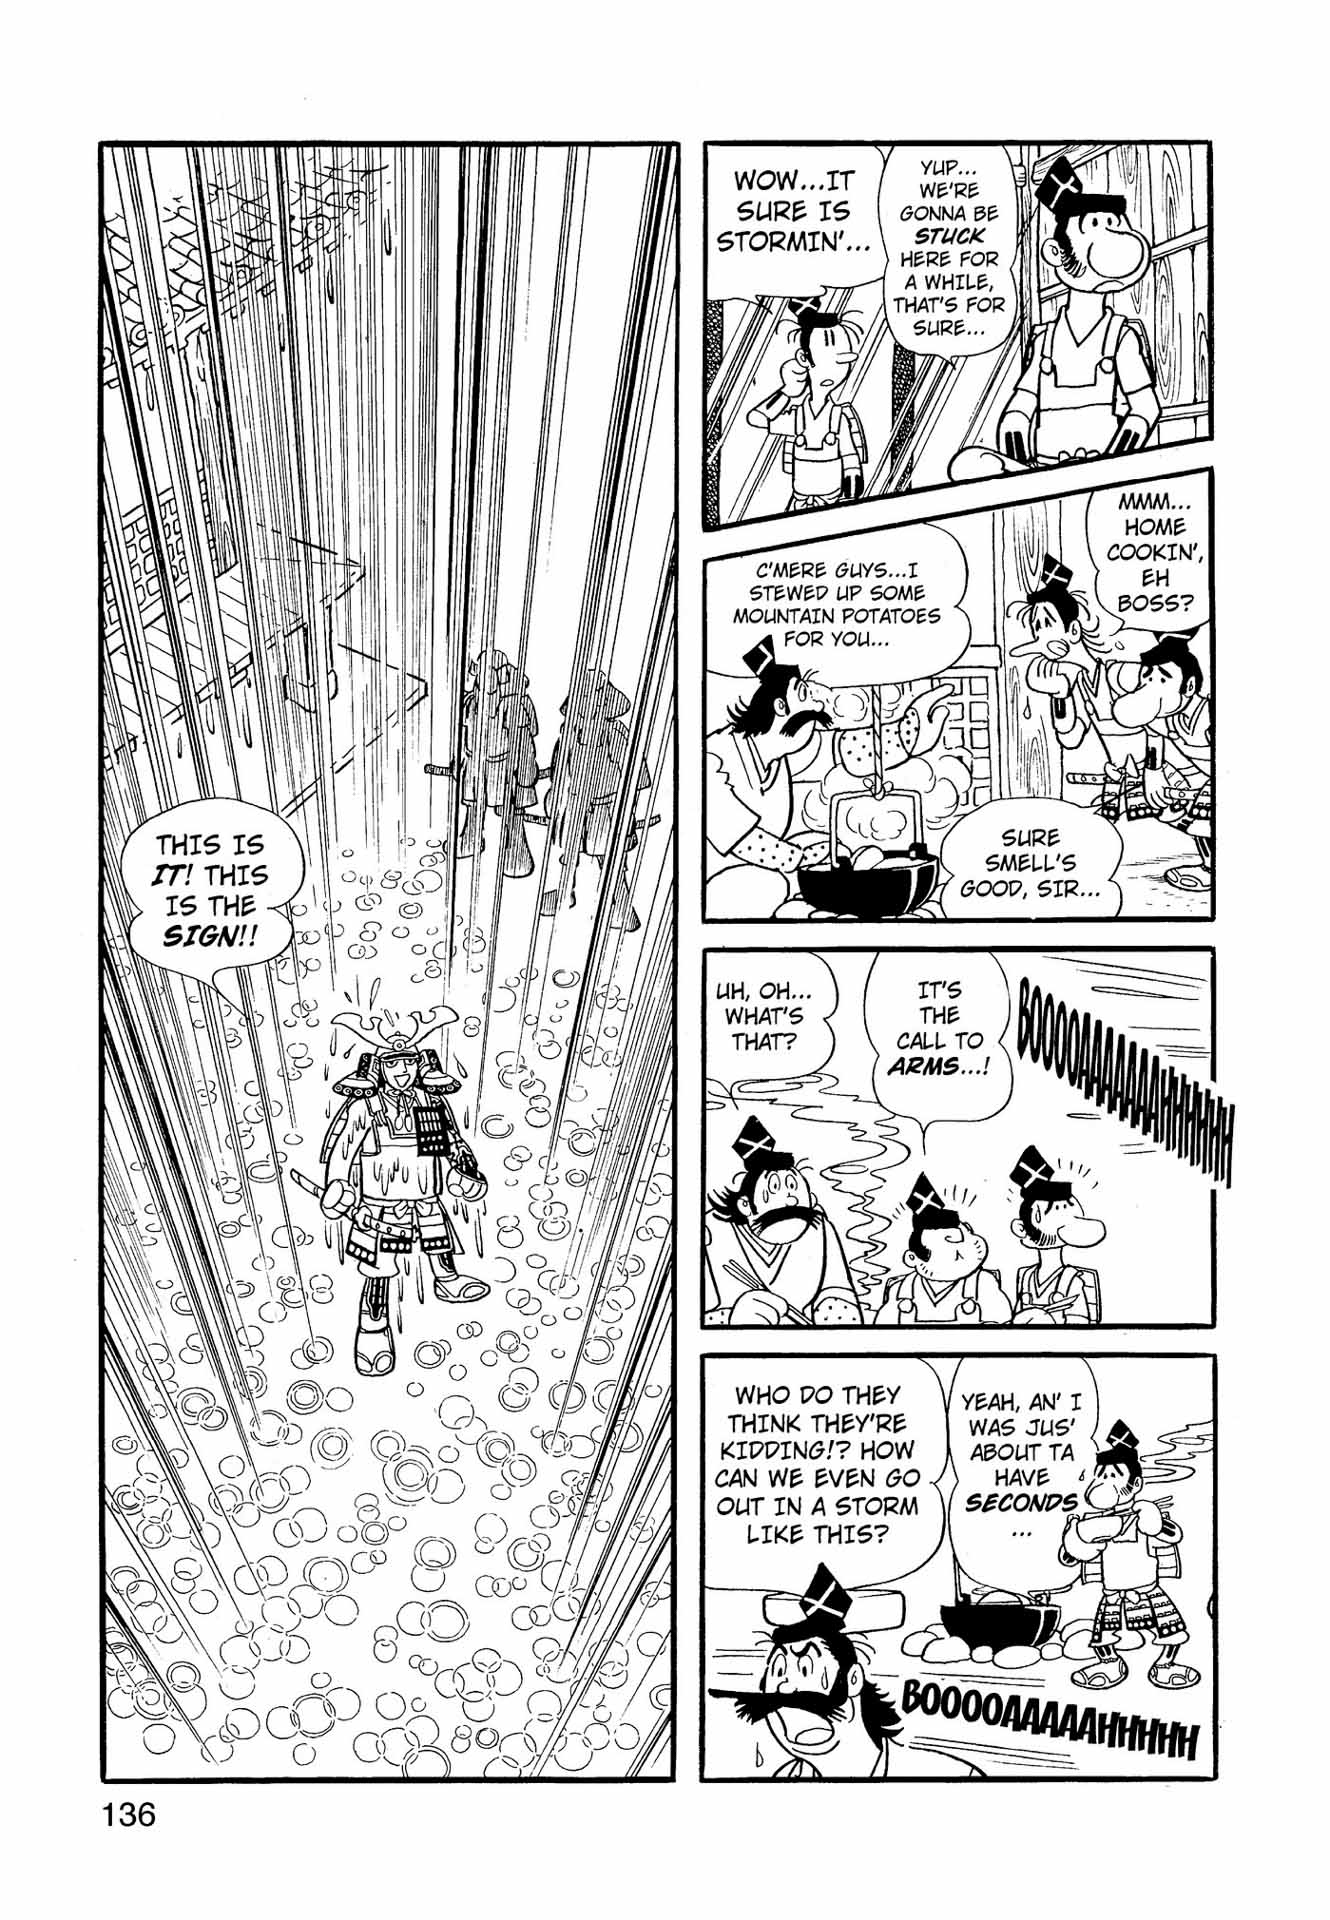 THIS IS
IT! THIS
IS THE
SIGN!!
WOW...IT
SURE IS
STORMIN'...
YUP...
WE'RE
GONNA BE
STUCK
HERE FOR
A WHILE,
THAT'S FOR
SURE...
C'MERE GUYS...I
STEWED UP SOME
MOUNTAIN POTATOES
FOR YOU...
MMM...
HOME
COOKIN',
EH
BOSS?
SURE
SMELL'S
GOOD, SIR...
UH, OH...
WHAT'S
THAT?
IT'S
THE
CALL TO
ARMS...!
BOOOOAAAAAAAHHHHHH
WHO DO THEY
THINK THEY'RE
KIDDING!? HOW
CAN WE EVEN GO
OUT IN A STORM
LIKE THIS?
YEAH, AN' I
WAS JUS'
ABOUT TA
HAVE
SECONDS
...
BOOOOAAAAAHHHHH
136